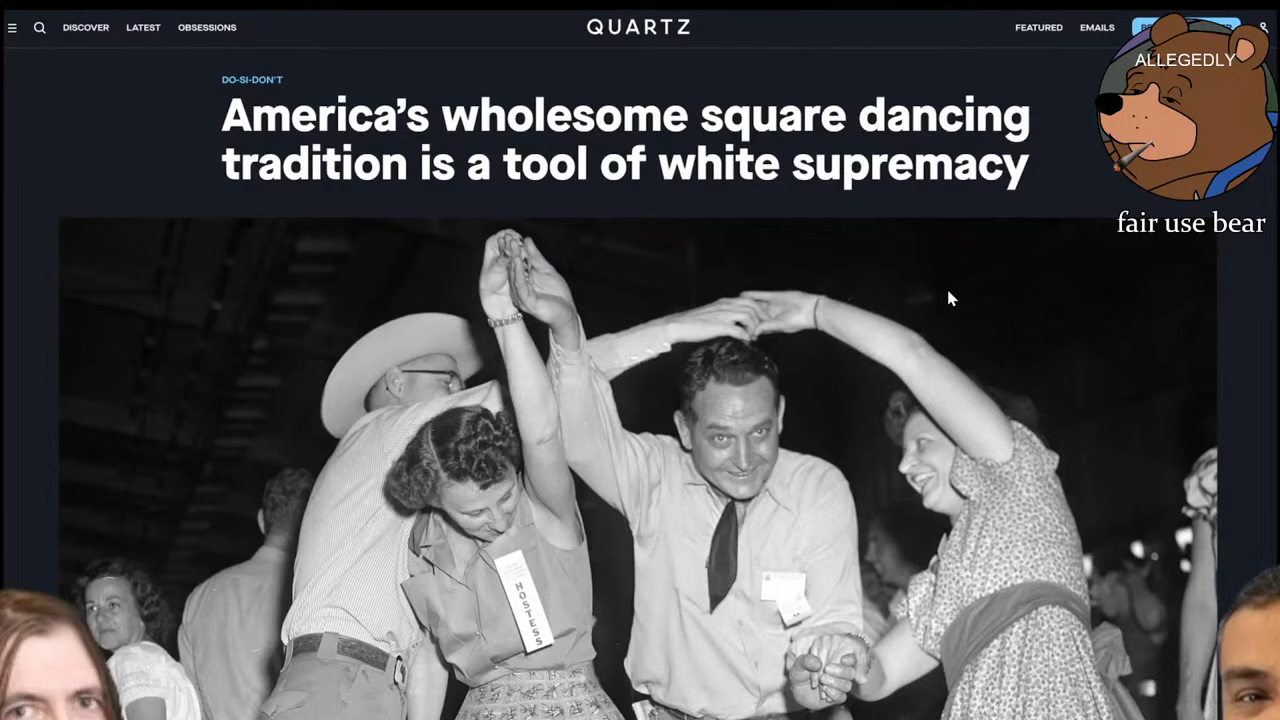 DISCOVER LATEST OBSESSIONS QUARTZ FEATURED EMAILS
ALLEGEDLY
fair use bear
DO-SI-DON'T
America's wholesome square dancing
tradition is a tool of white supremacy
HOSTESS